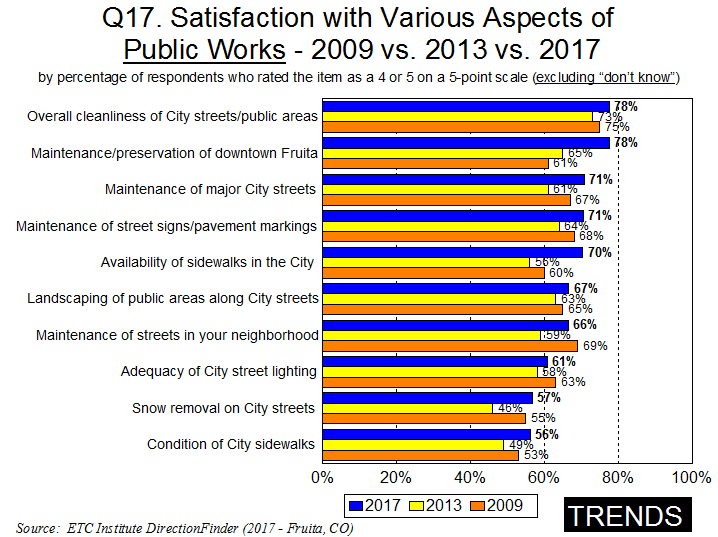 Q17. Satisfaction with Various Aspects of
Public Works - 2009 vs. 2013 vs. 2017
by percentage of respondents who rated the item as a 4 or 5 on a 5-point scale (excluding “don’t know”)
Overall cleanliness of City streets/public areas
78%
73%
75%
Maintenance/preservation of downtown Fruita
78%
65%
61%
Maintenance of major City streets
71%
61%
67%
Maintenance of street signs/pavement markings
71%
64%
68%
Availability of sidewalks in the City
70%
56%
60%
Landscaping of public areas along City streets
67%
63%
65%
Maintenance of streets in your neighborhood
66%
59%
69%
Adequacy of City street lighting
61%
58%
63%
Snow removal on City streets
57%
46%
55%
Condition of City sidewalks
56%
49%
53%
0% 20% 40% 60% 80% 100%
2017 2013 2009
TRENDS
Source: ETC Institute DirectionFinder (2017 - Fruita, CO)